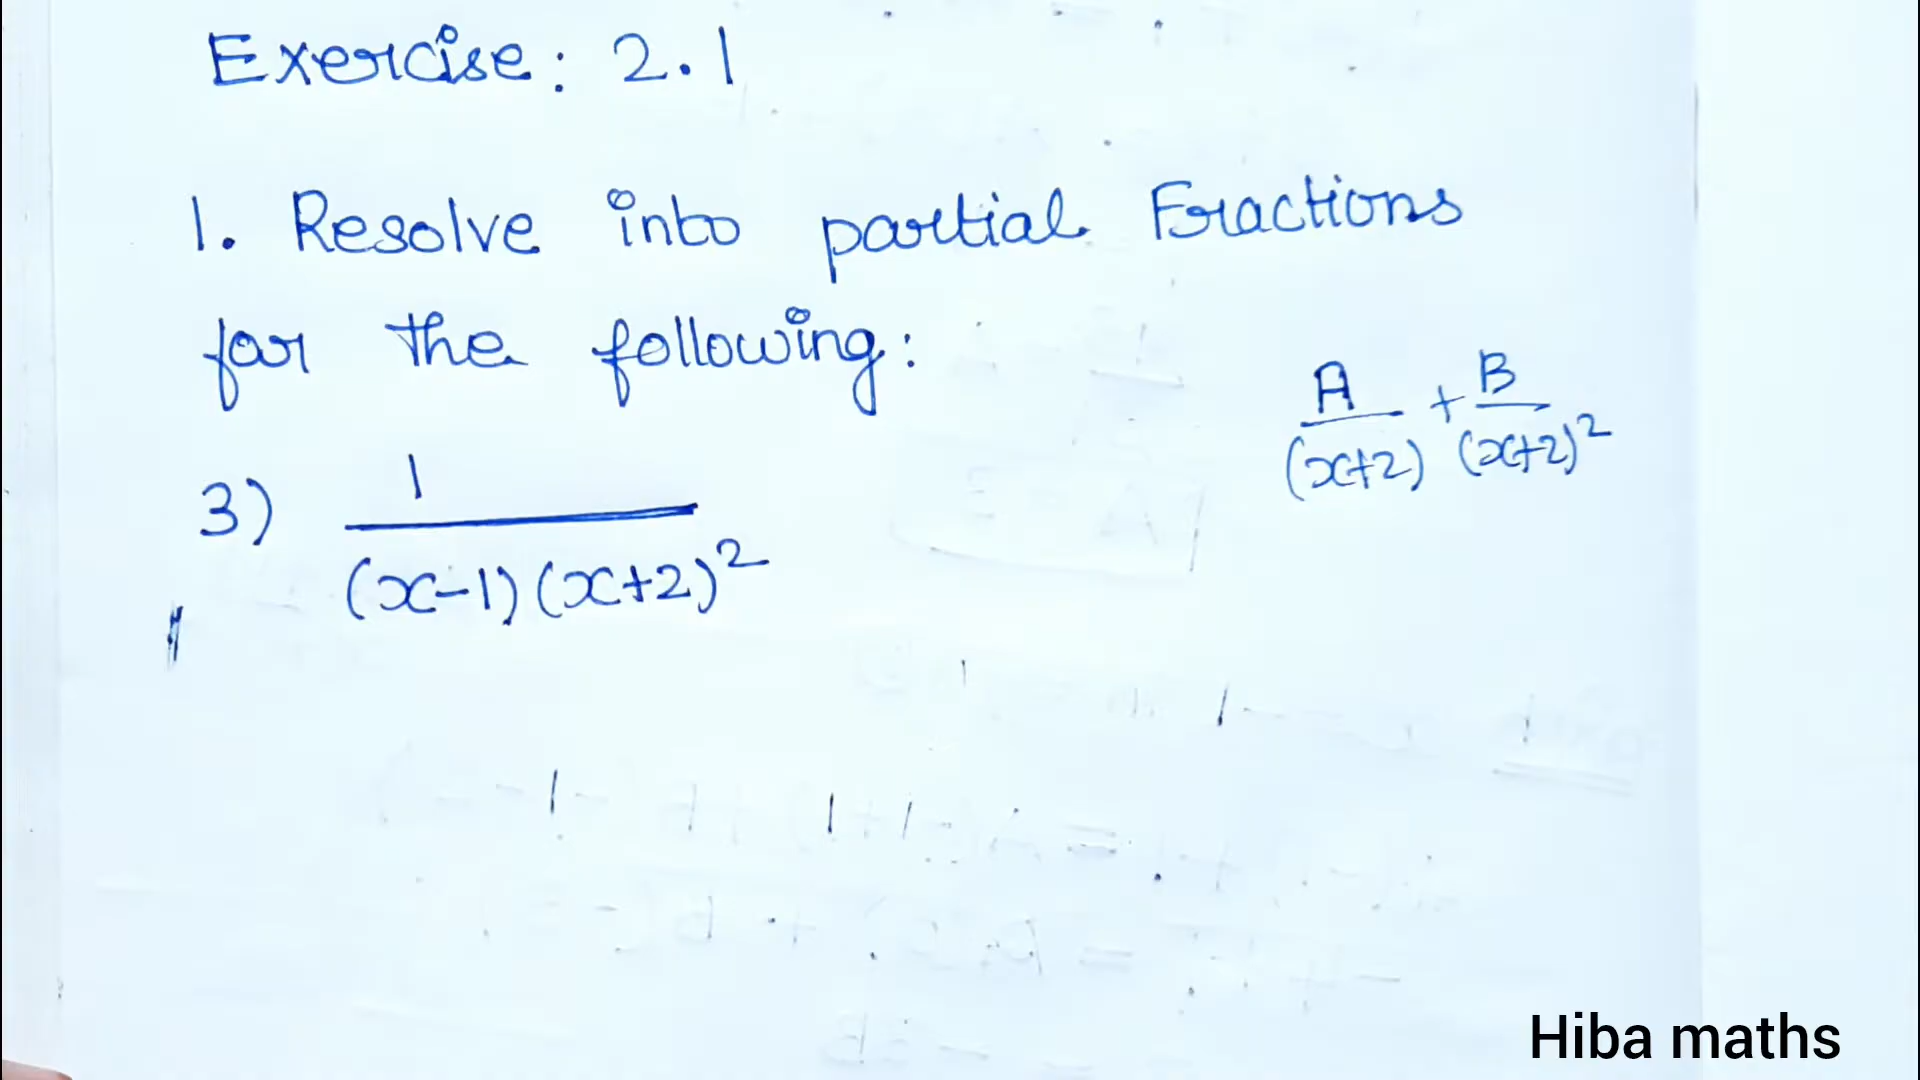 Exercise: 2.1
1. Resolve into partial Fractions
for the following:
A/(x+2) + B/(x+2)²
3) 1/((x-1)(x+2)²)
Hiba maths